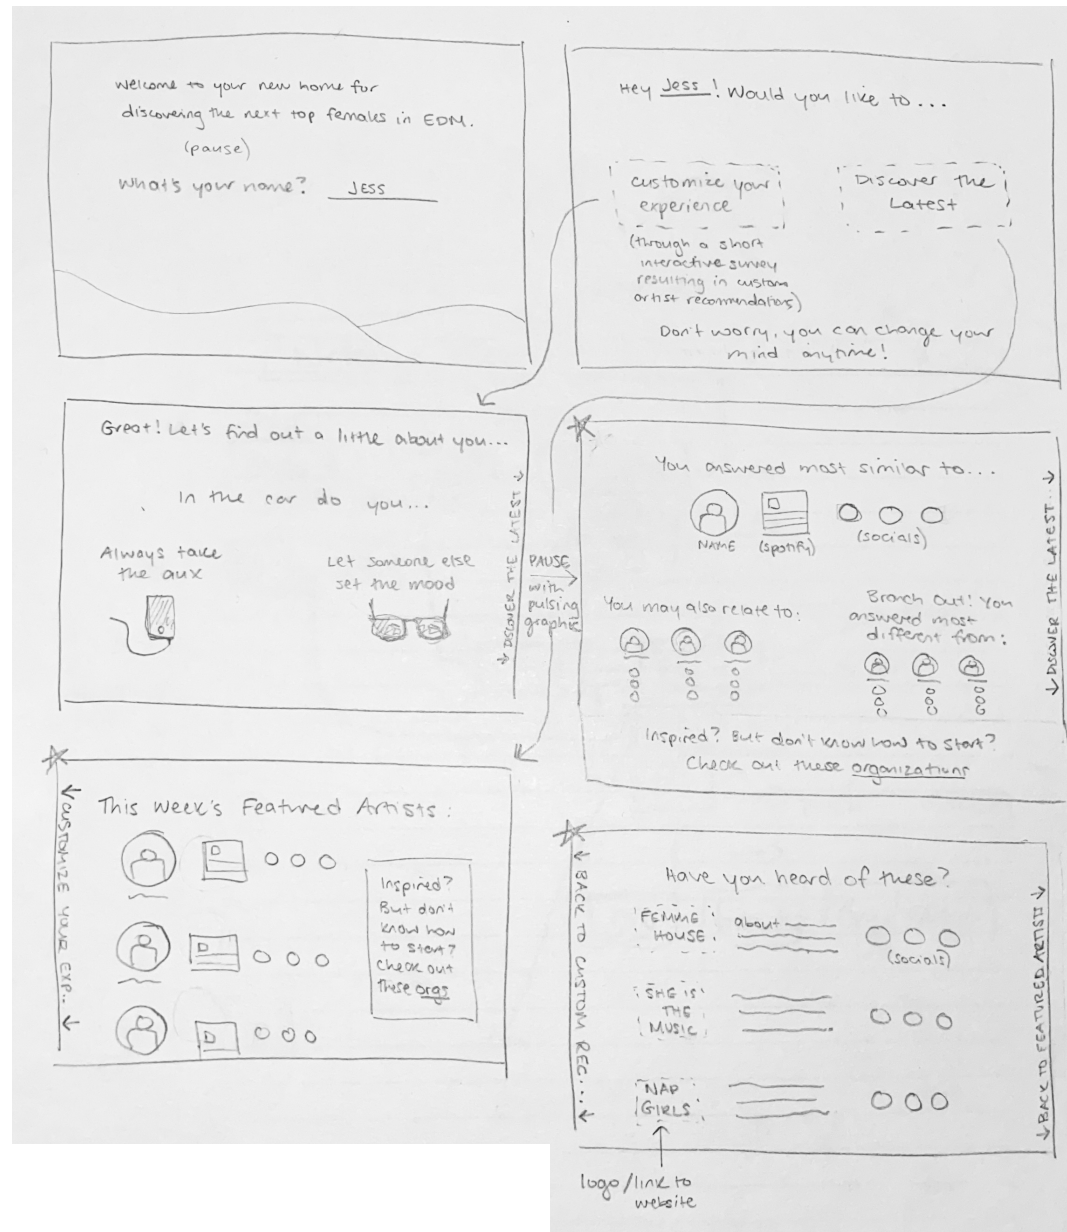 Welcome to your new home for
discovering the next top females in EDM.
(pause)
What's your name? JESS
Hey Jess! Would you like to...
customize your
experience
(through a short
interactive survey
resulting in custom
artist recommendations)
Discover the
Latest
Don't worry, you can change your
mind anytime!
Great! Let's find out a little about you...
In the car do you...
Always take
the aux
Let someone else
set the mood
DISCOVER THE LATEST
PAUSE
with
pulsing
graphic
You answered most similar to...
NAME
(spotify)
(socials)
You may also relate to:
Branch Out! You
answered most
different from:
Inspired? But don't know how to start?
Check out these organizations
DISCOVER THE LATEST...
CUSTOMIZE YOUR EXP...
This Week's Featured Artists:
Inspired?
But don't
know how
to start?
Check out
these orgs
BACK TO CUSTOM REC...
Have you heard of these?
FEMME
HOUSE
about
(socials)
SHE IS
THE
MUSIC
NAP
GIRLS
BACK TO FEATURED ARTISTS
logo/link to
website